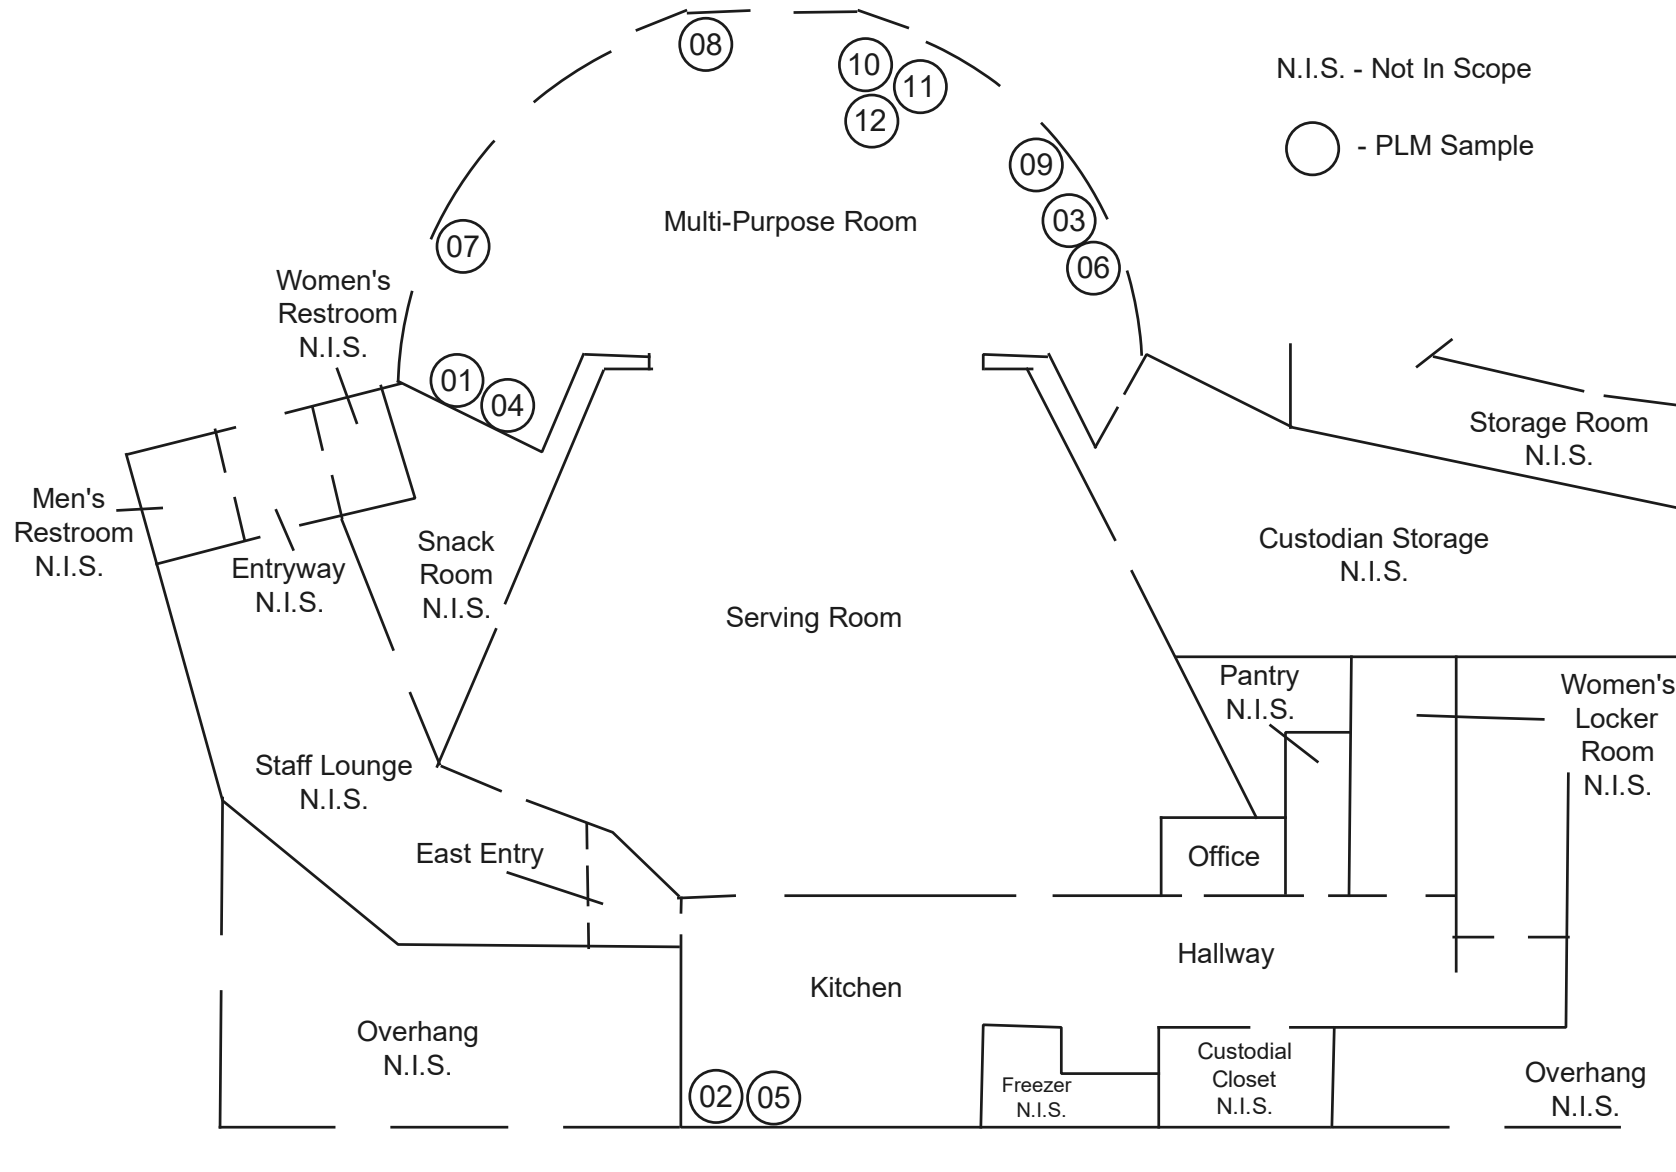 08
10
11
12
N.I.S. - Not In Scope
- PLM Sample
09
03
06
Multi-Purpose Room
07
Women's
Restroom
N.I.S.
01
04
Storage Room
N.I.S.
Men's
Restroom
N.I.S.
Entryway
N.I.S.
Snack
Room
N.I.S.
Custodian Storage
N.I.S.
Serving Room
Pantry
N.I.S.
Women's
Locker
Room
N.I.S.
Staff Lounge
N.I.S.
East Entry
Office
Hallway
Kitchen
Overhang
N.I.S.
02
05
Freezer
N.I.S.
Custodial
Closet
N.I.S.
Overhang
N.I.S.